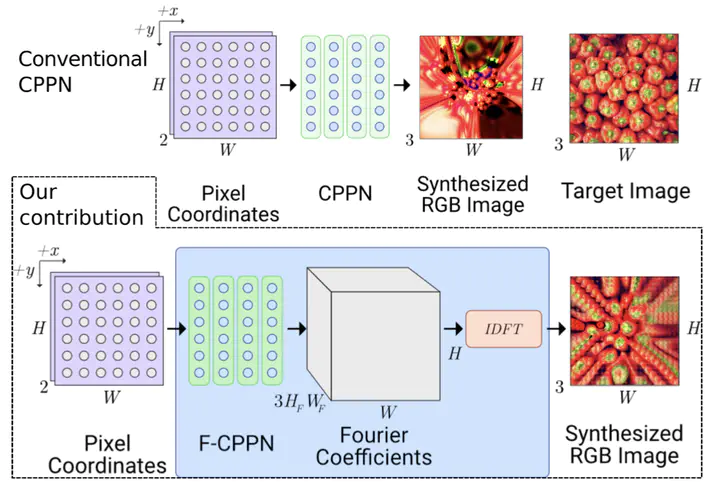 +x
+y
Conventional
CPPN
H
2
W
3
W
H
3
W
H
Pixel
Coordinates
CPPN
Synthesized
RGB Image
Target Image
Our
contribution
+x
+y
H
2
W
3H_F W_F
W
H
IDFT
3
W
H
Pixel
Coordinates
F-CPPN
Fourier
Coefficients
Synthesized
RGB Image